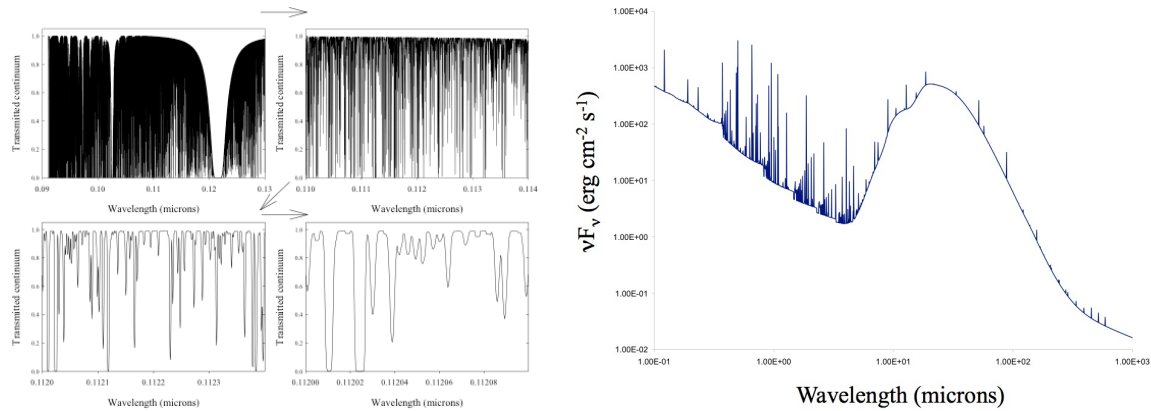 Transmitted continuum
1.0
0.8
0.6
0.4
0.2
0.09 0.10 0.11 0.12 0.13
Wavelength (microns)
Transmitted continuum
1.0
0.8
0.6
0.4
0.2
0.110 0.111 0.112 0.113 0.114
Wavelength (microns)
Transmitted continuum
1.0
0.8
0.6
0.4
0.2
0.0
0.1120 0.1121 0.1122 0.1123
Wavelength (microns)
Transmitted continuum
1.0
0.8
0.6
0.4
0.2
0.0
0.11200 0.11202 0.11204 0.11206 0.11208
Wavelength (microns)
νFν (erg cm-2 s-1)
1.00E+04
1.00E+03
1.00E+02
1.00E+01
1.00E+00
1.00E-01
1.00E-02
1.00E-01 1.00E+00 1.00E+01 1.00E+02 1.00E+03
Wavelength (microns)